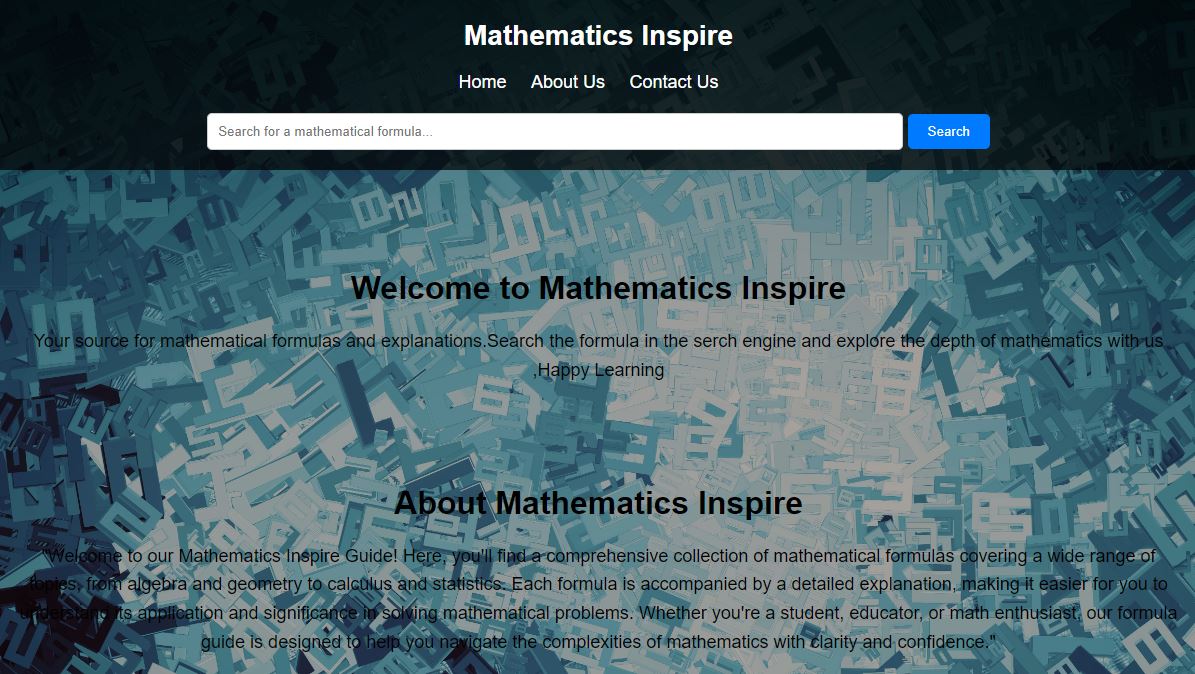 Mathematics Inspire
Home About Us Contact Us
Search for a mathematical formula... Search
Welcome to Mathematics Inspire
Your source for mathematical formulas and explanations.Search the formula in the serch engine and explore the depth of mathematics with us
,Happy Learning
About Mathematics Inspire
"Welcome to our Mathematics Inspire Guide! Here, you'll find a comprehensive collection of mathematical formulas covering a wide range of
topics, from algebra and geometry to calculus and statistics. Each formula is accompanied by a detailed explanation, making it easier for you to
understand its application and significance in solving mathematical problems. Whether you're a student, educator, or math enthusiast, our formula
guide is designed to help you navigate the complexities of mathematics with clarity and confidence."